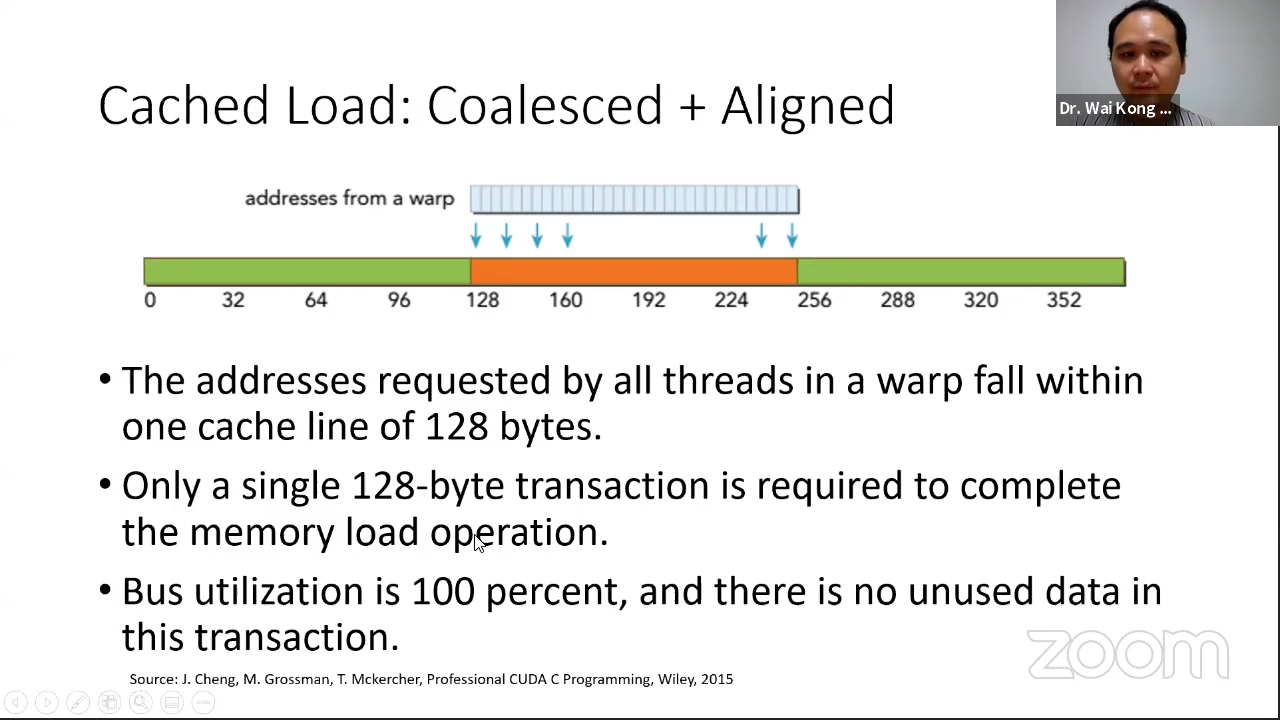 Cached Load: Coalesced + Aligned
Dr. Wai Kong ...
addresses from a warp
0 32 64 96 128 160 192 224 256 288 320 352
• The addresses requested by all threads in a warp fall within
one cache line of 128 bytes.
• Only a single 128-byte transaction is required to complete
the memory load operation.
• Bus utilization is 100 percent, and there is no unused data in
this transaction.
zoom
Source: J. Cheng, M. Grossman, T. Mckercher, Professional CUDA C Programming, Wiley, 2015